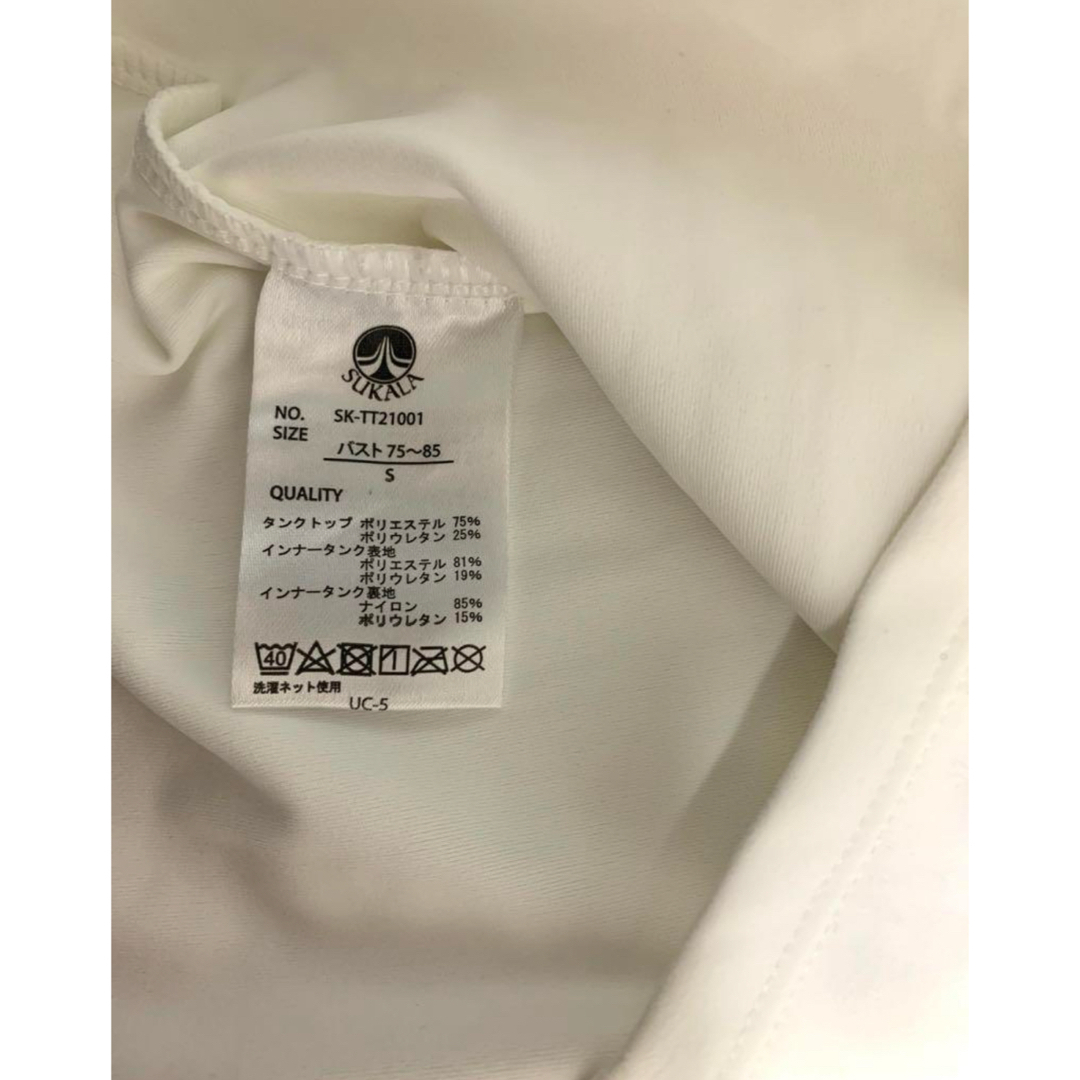 SUKALA
NO. SK-TT21001
SIZE バスト 75～85
S
QUALITY
タンクトップ ポリエステル 75%
ポリウレタン 25%
インナータンク表地
ポリエステル 81%
ポリウレタン 19%
インナータンク裏地
ナイロン 85%
ポリウレタン 15%
40
洗濯ネット使用
UC-5